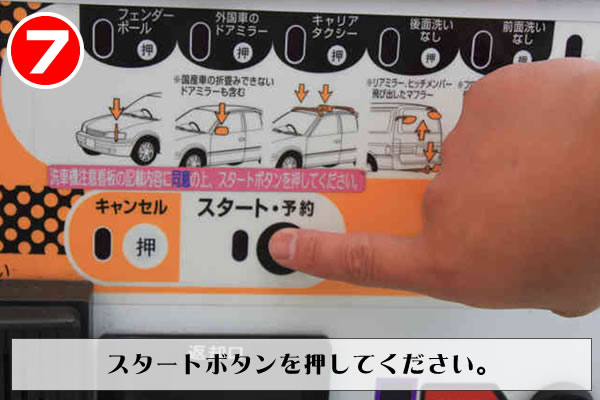 7
フェンダー
ポール
押
外国車の
ドアミラー
押
キャリア
タクシー
押
後面洗い
なし
押
前面洗い
なし
押
※国産車の折畳みできない
ドアミラーも含む
※リアミラー、ヒッチメンバー
飛び出したマフラー
洗車機注意看板の記載内容に同意の上、スタートボタンを押してください。
キャンセル
押
スタート・予約
返却口
スタートボタンを押してください。